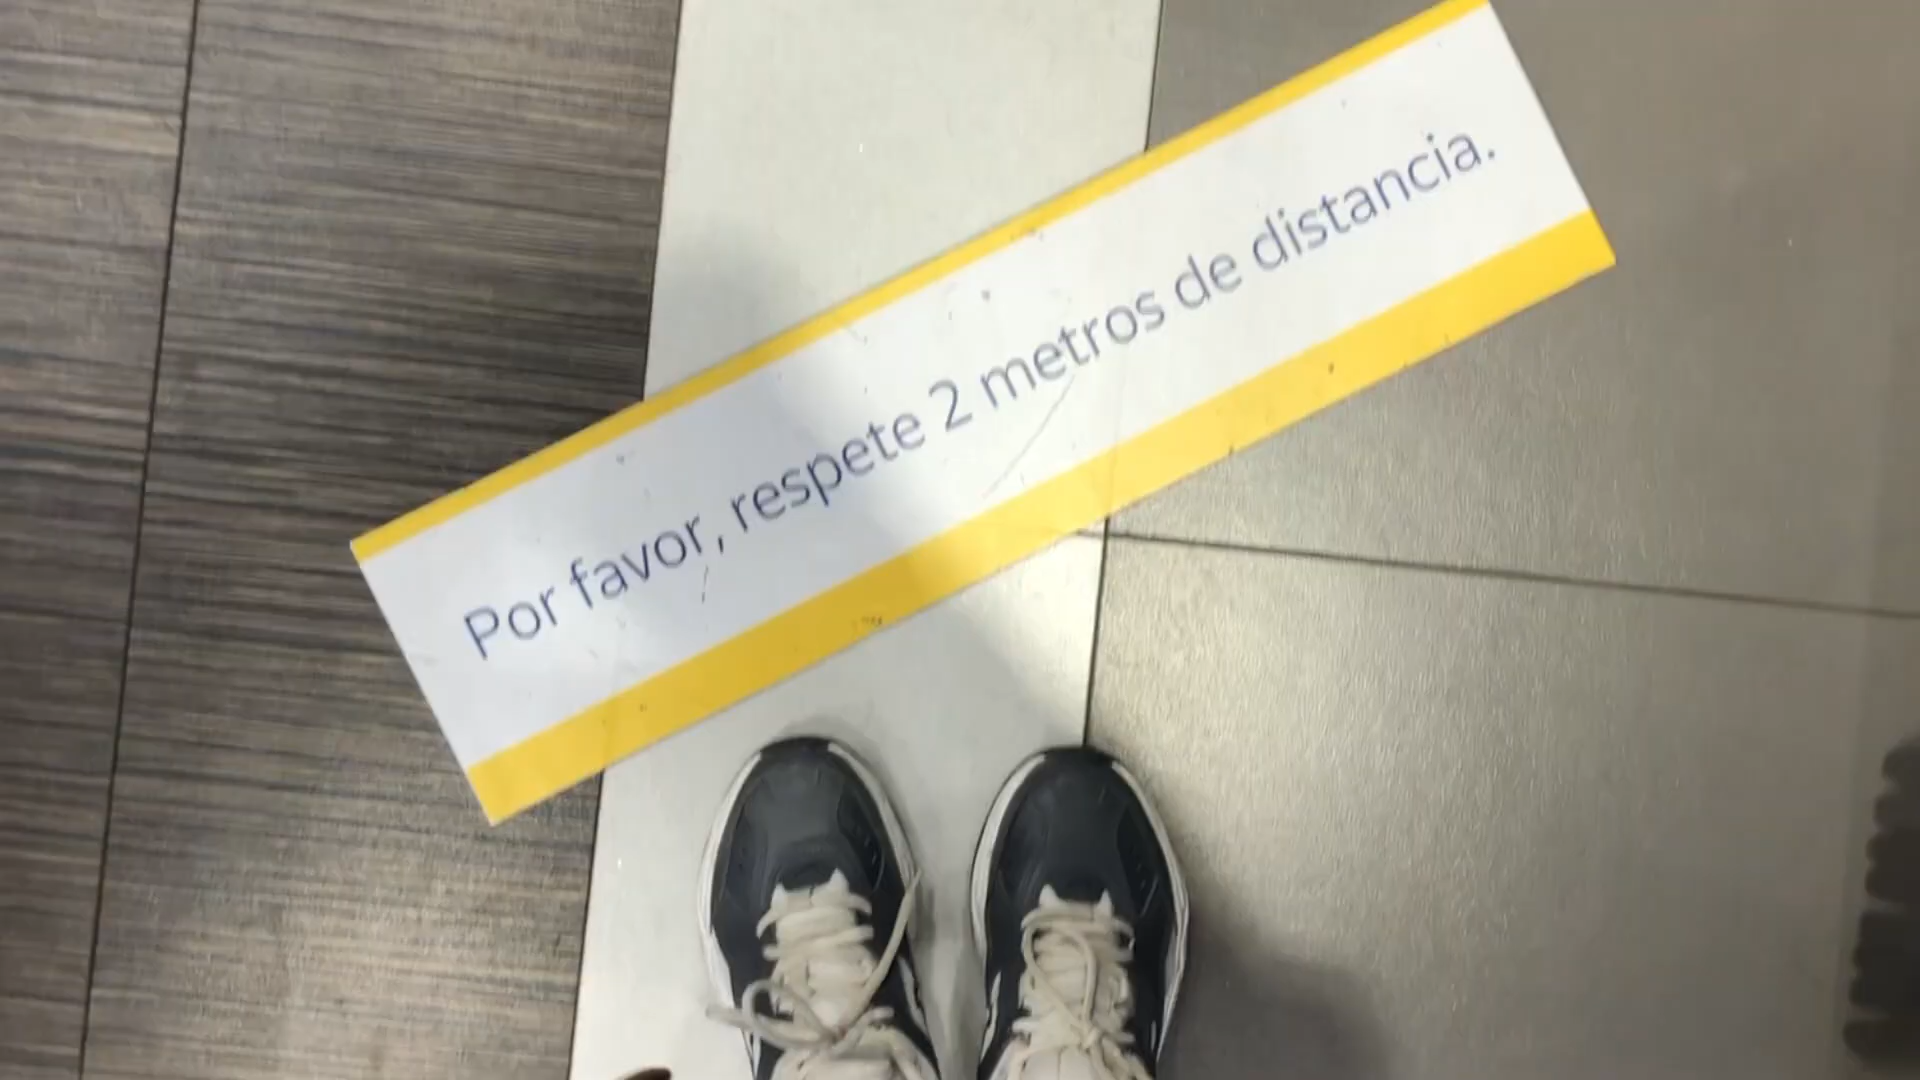 Por favor, respete 2 metros de distancia.